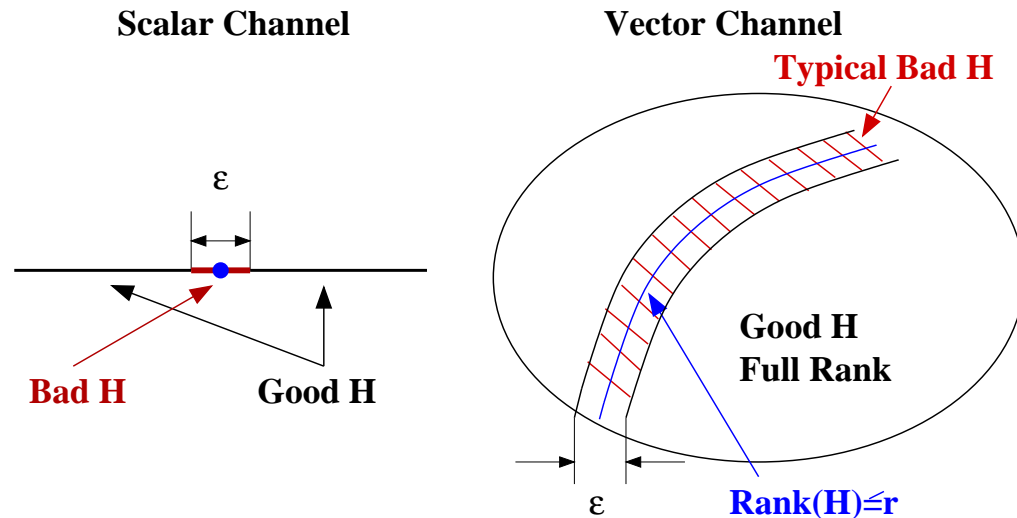 Scalar Channel
ε
Bad H
Good H
Vector Channel
Typical Bad H
Good H
Full Rank
ε
Rank(H)≤r